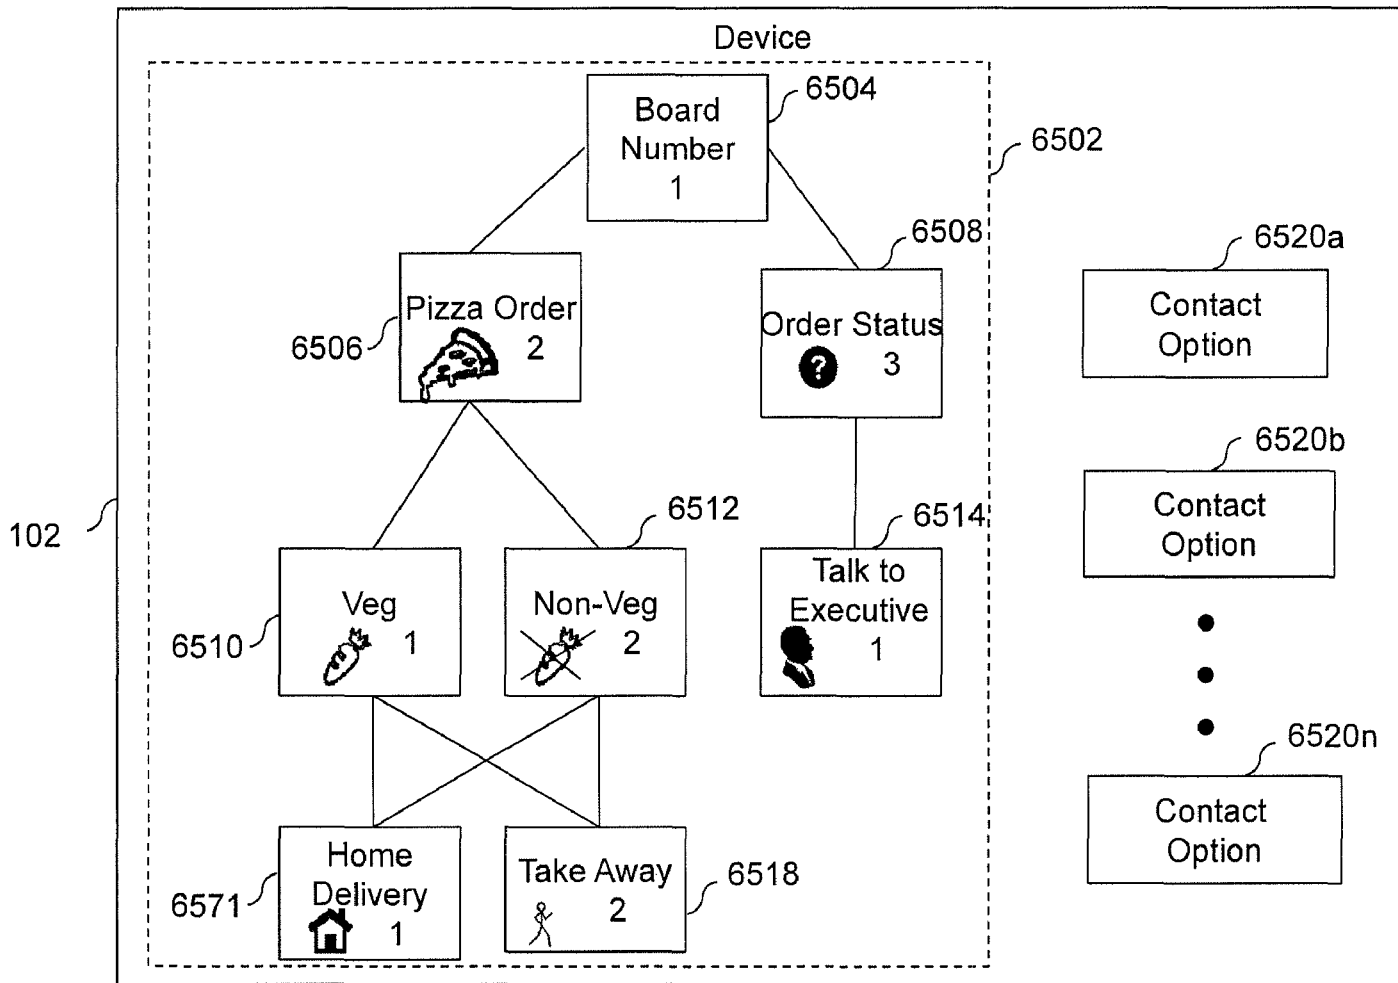 Device
6504
Board
Number
1
6502
6508
6520a
Pizza Order
2
6506
Order Status
?
3
Contact
Option
6520b
Contact
Option
102
6512
6514
Veg
1
6510
Non-Veg
2
Talk to
Executive
1
6520n
Contact
Option
Home
Delivery
1
6571
Take Away
2
6518